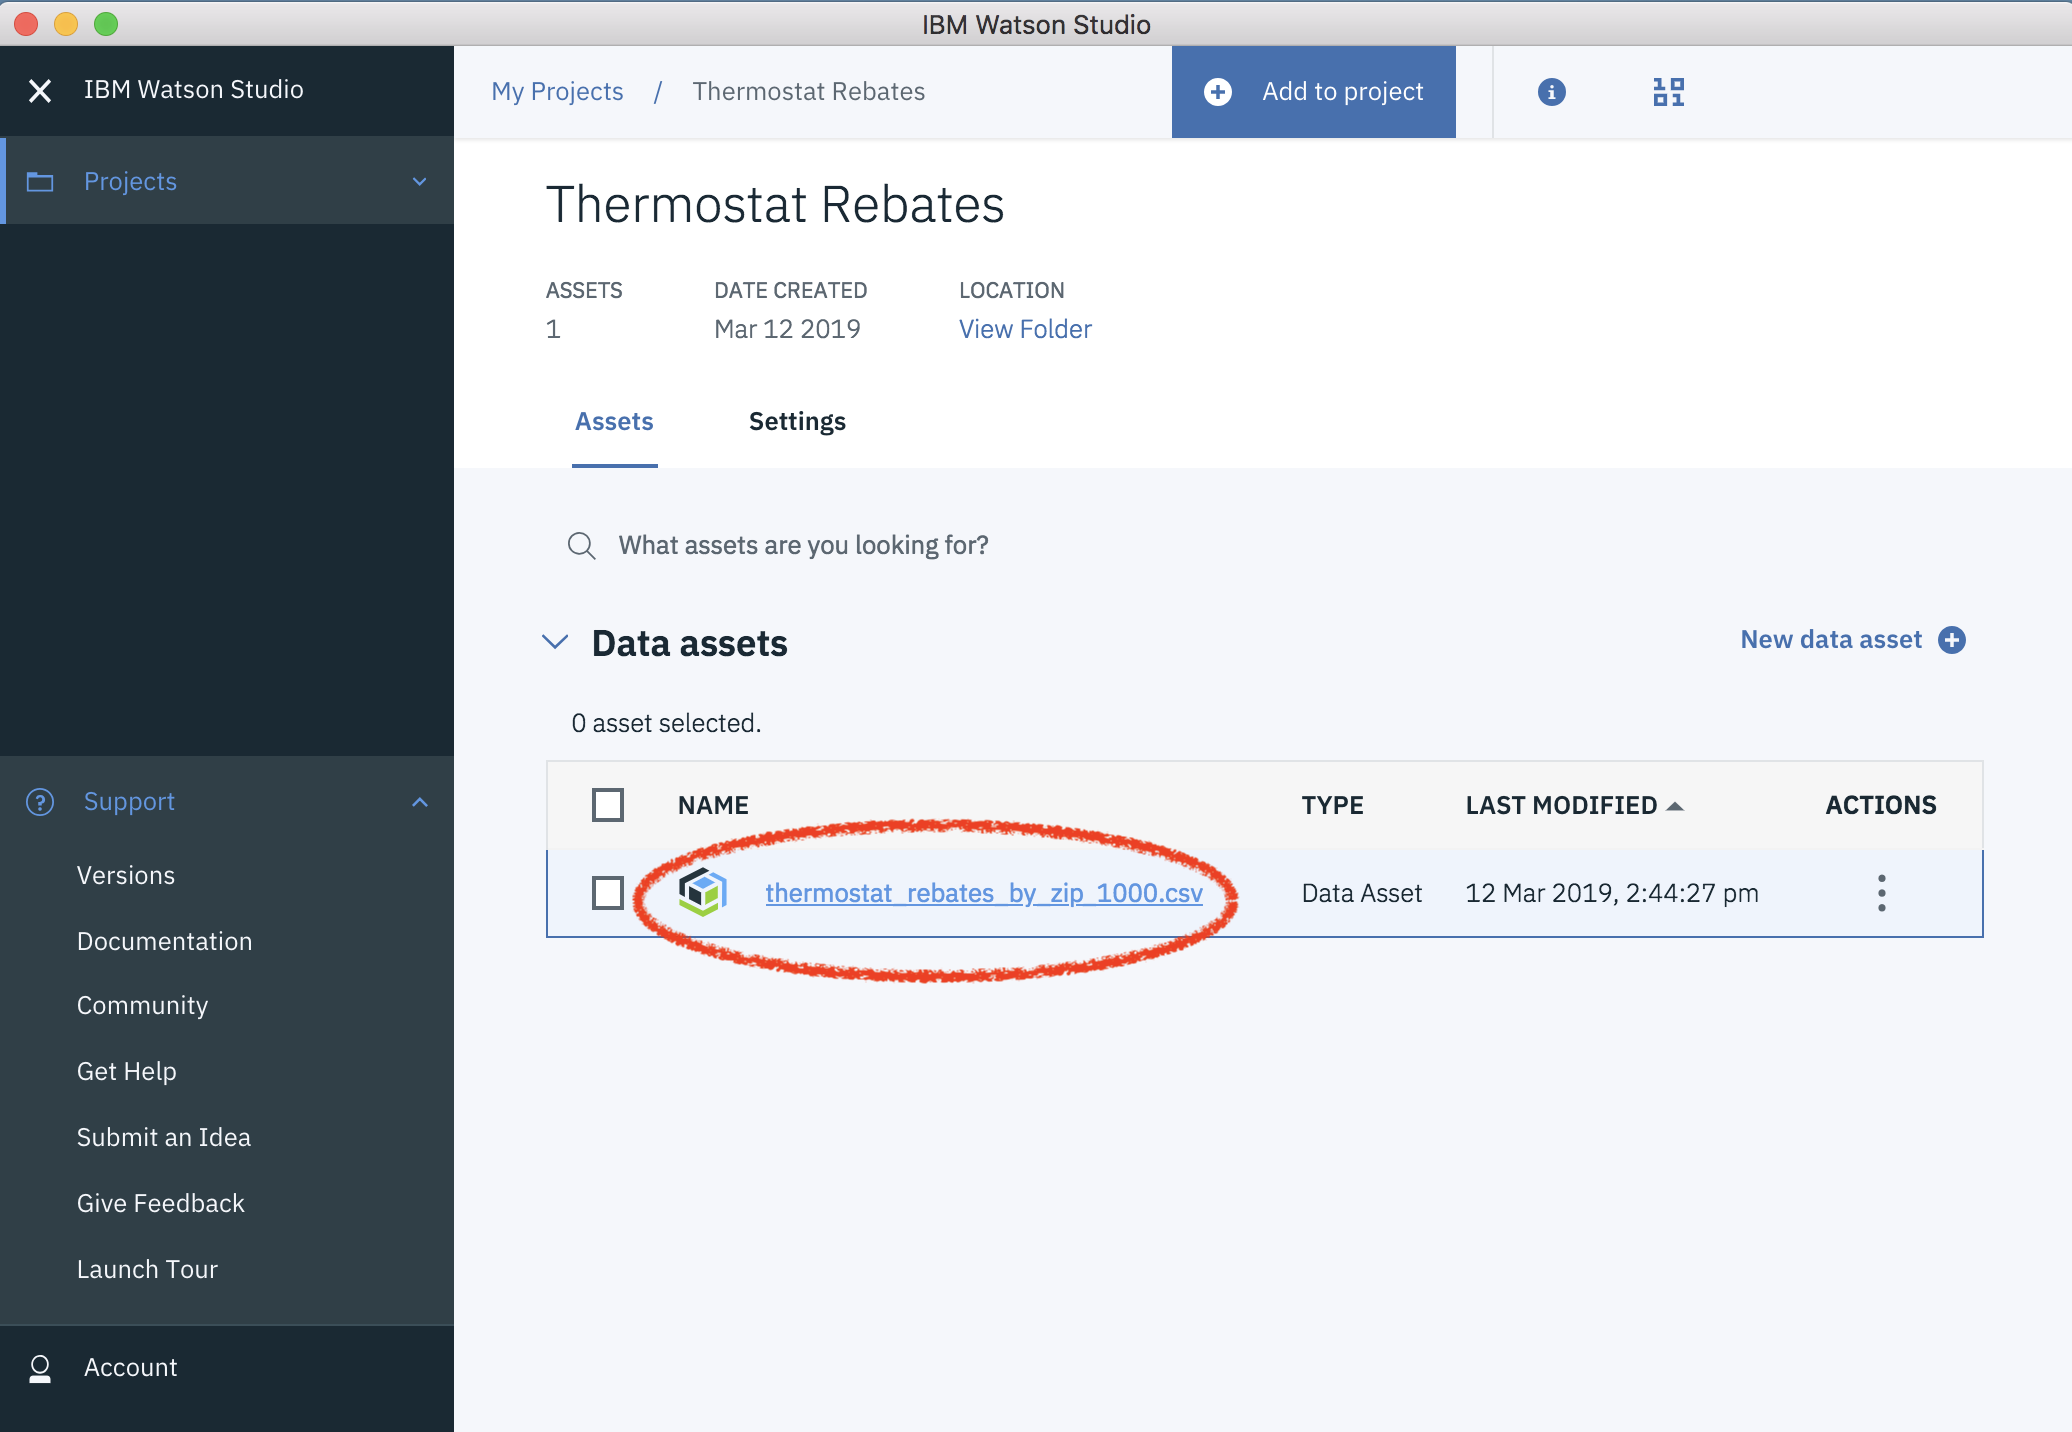 IBM Watson Studio
IBM Watson Studio
My Projects / Thermostat Rebates
Add to project
Projects
Thermostat Rebates
ASSETS DATE CREATED LOCATION
1 Mar 12 2019 View Folder
Assets Settings
What assets are you looking for?
Data assets
New data asset
0 asset selected.
NAME TYPE LAST MODIFIED ACTIONS
thermostat_rebates_by_zip_1000.csv Data Asset 12 Mar 2019, 2:44:27 pm
Support
Versions
Documentation
Community
Get Help
Submit an Idea
Give Feedback
Launch Tour
Account